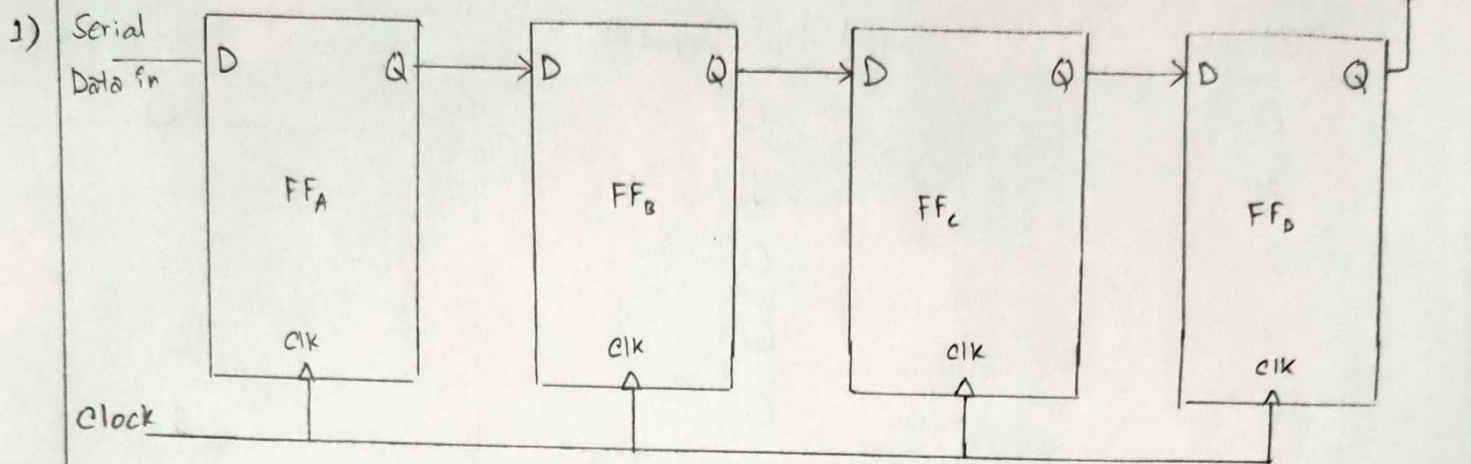 1) Serial
Data in
D Q D Q D Q D Q
FFA FFB FFC FFD
Clk Clk Clk Clk
Clock